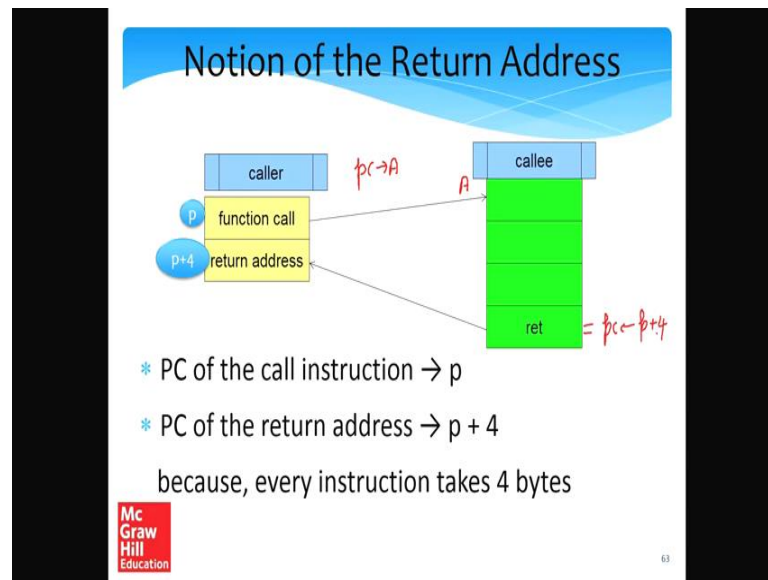 Notion of the Return Address
caller
pc→A
callee
A
p
function call
p+4
return address
ret
= pc← p+4
* PC of the call instruction → p
* PC of the return address → p + 4
because, every instruction takes 4 bytes
Mc
Graw
Hill
Education
63